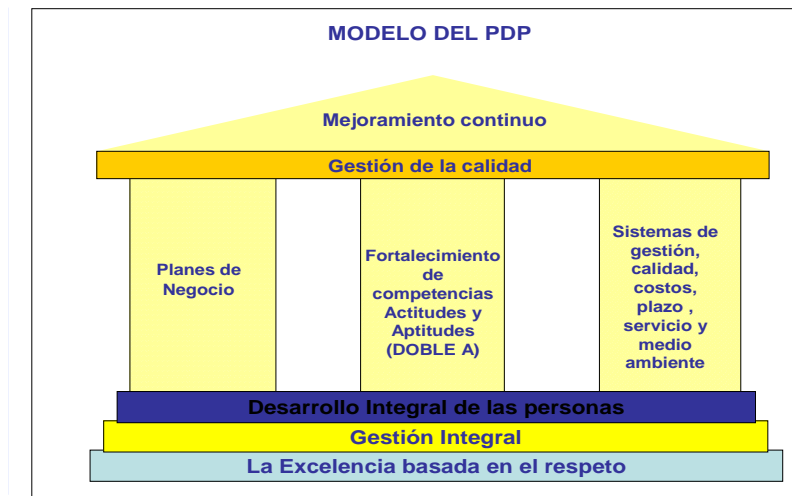 MODELO DEL PDP
Mejoramiento continuo
Gestión de la calidad
Planes de
Negocio
Fortalecimiento
de
competencias
Actitudes y
Aptitudes
(DOBLE A)
Sistemas de
gestión,
calidad,
costos,
plazo ,
servicio y
medio
ambiente
Desarrollo Integral de las personas
Gestión Integral
La Excelencia basada en el respeto